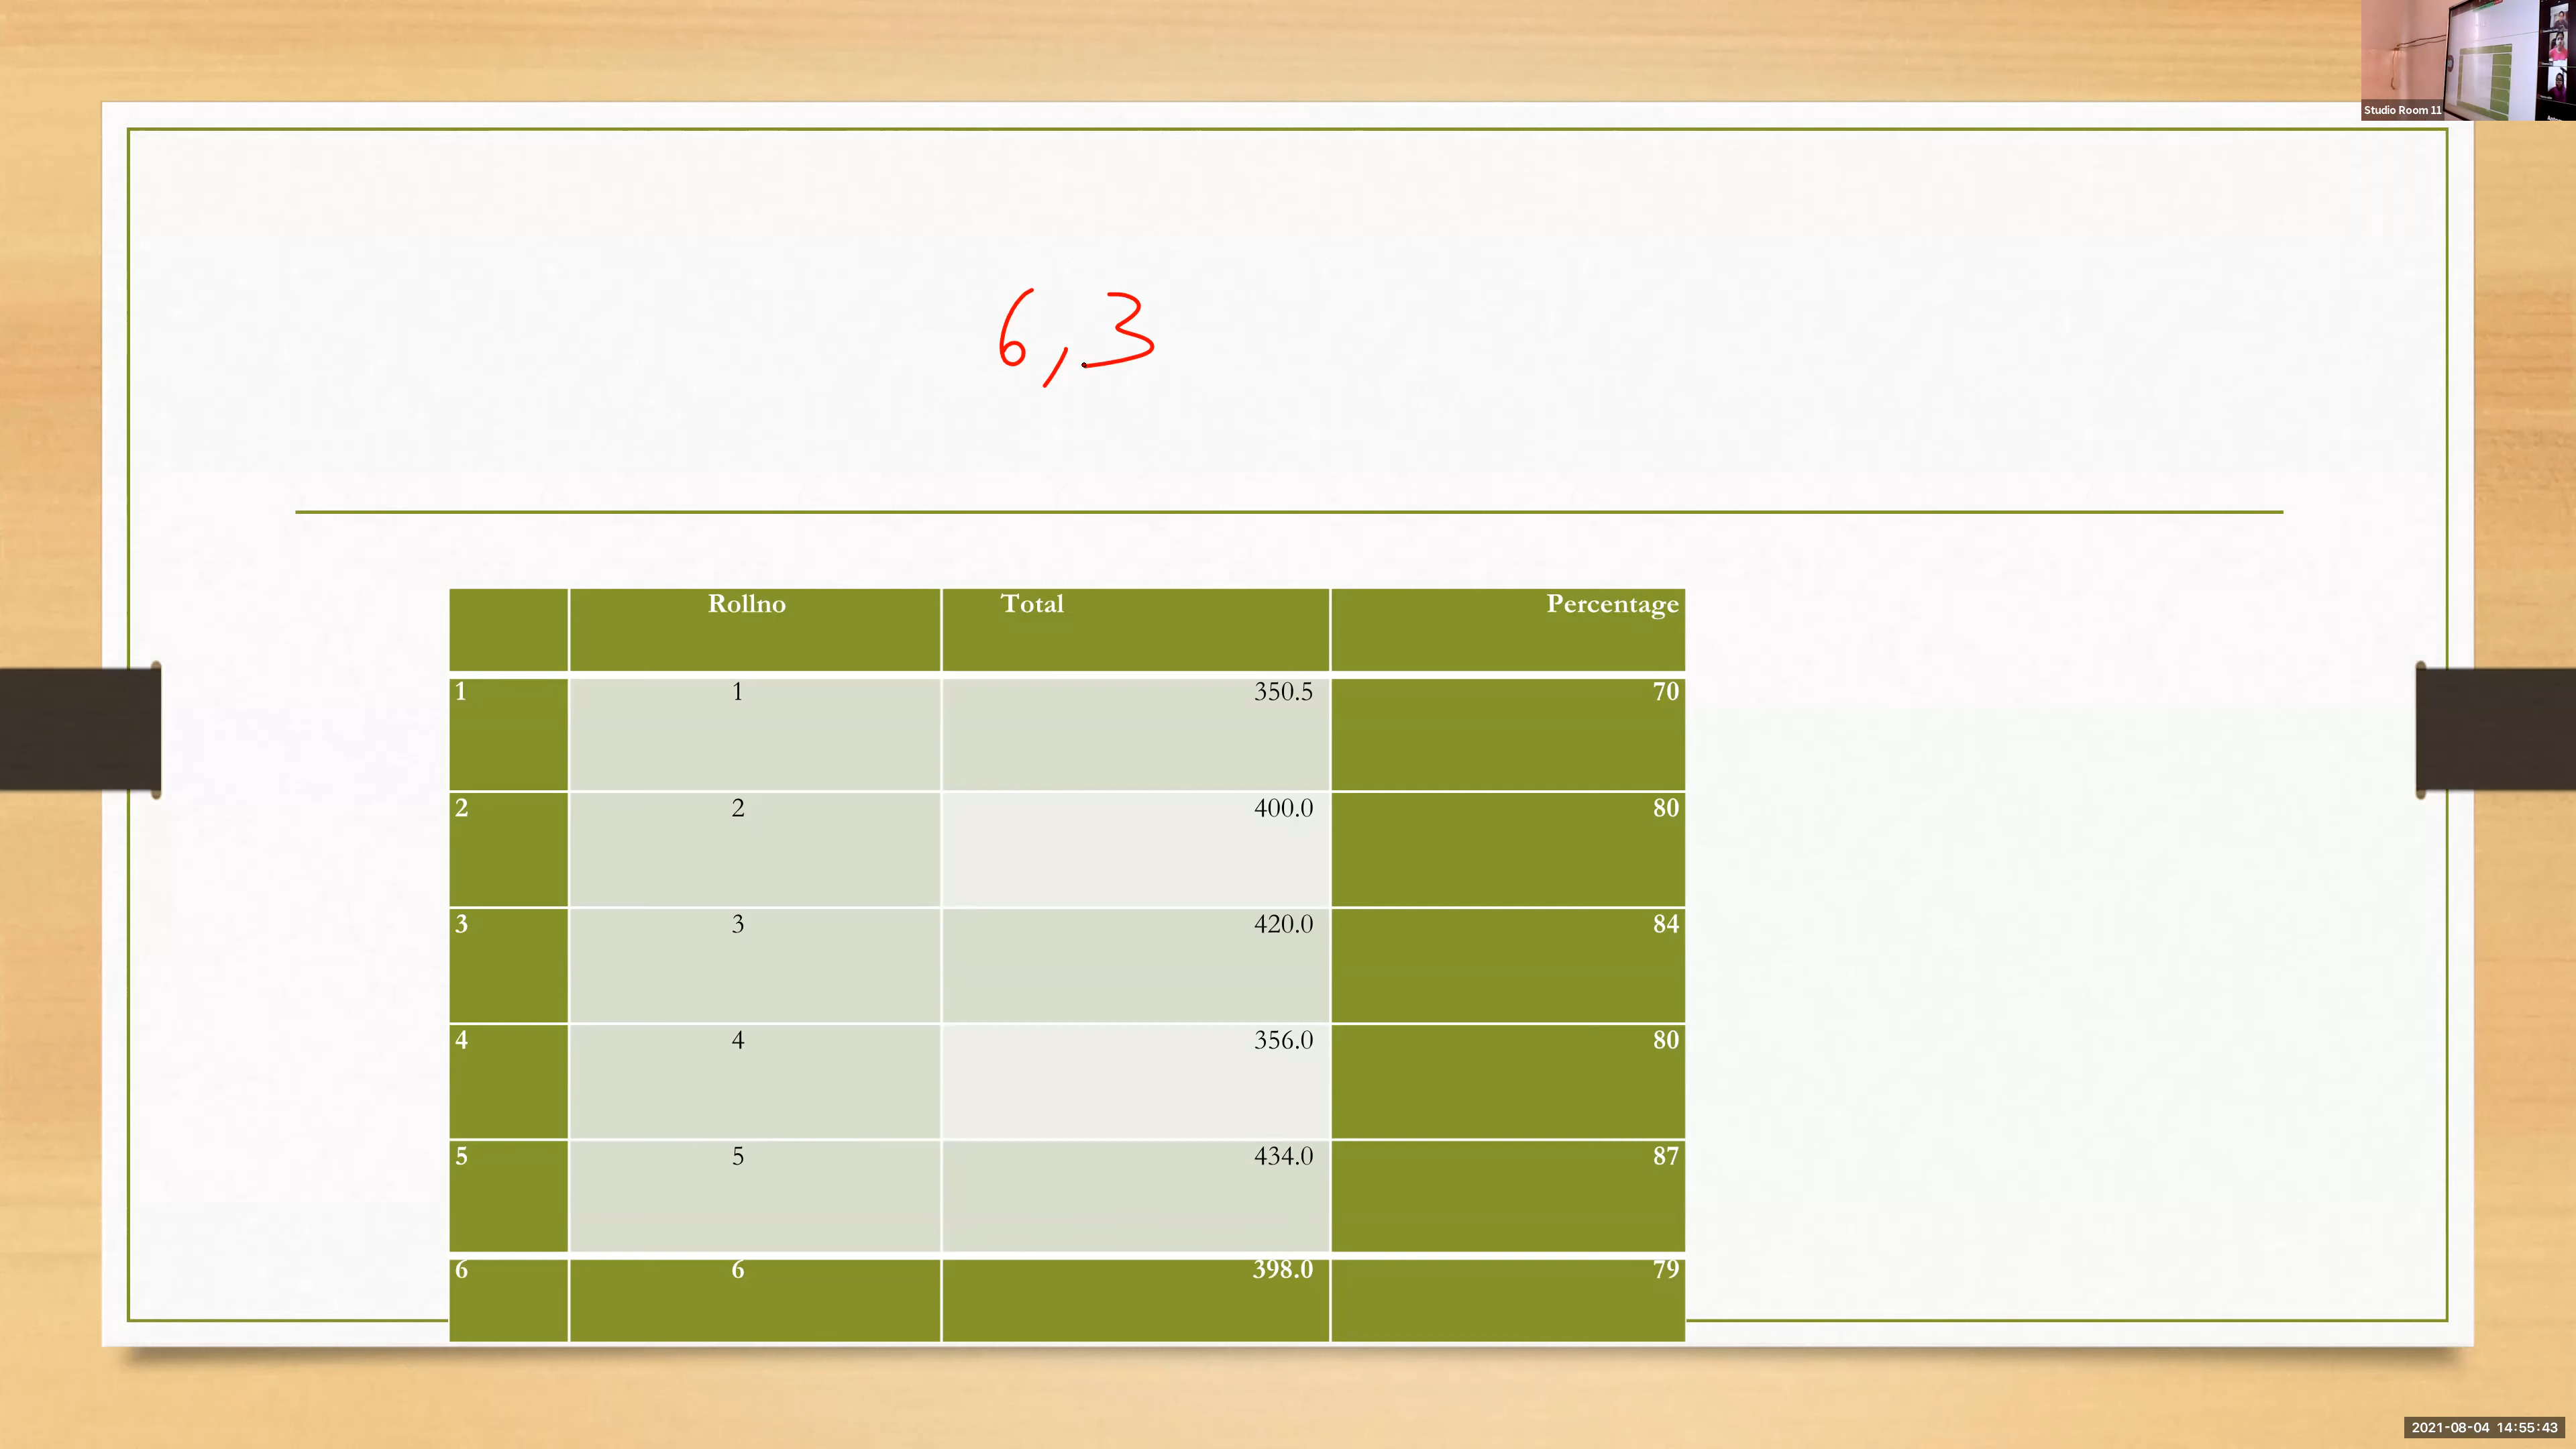 Studio Room 11
6,3
Rollno Total Percentage
1 1 350.5 70
2 2 400.0 80
3 3 420.0 84
4 4 356.0 80
5 5 434.0 87
6 6 398.0 79
2021-08-04 14:55:43